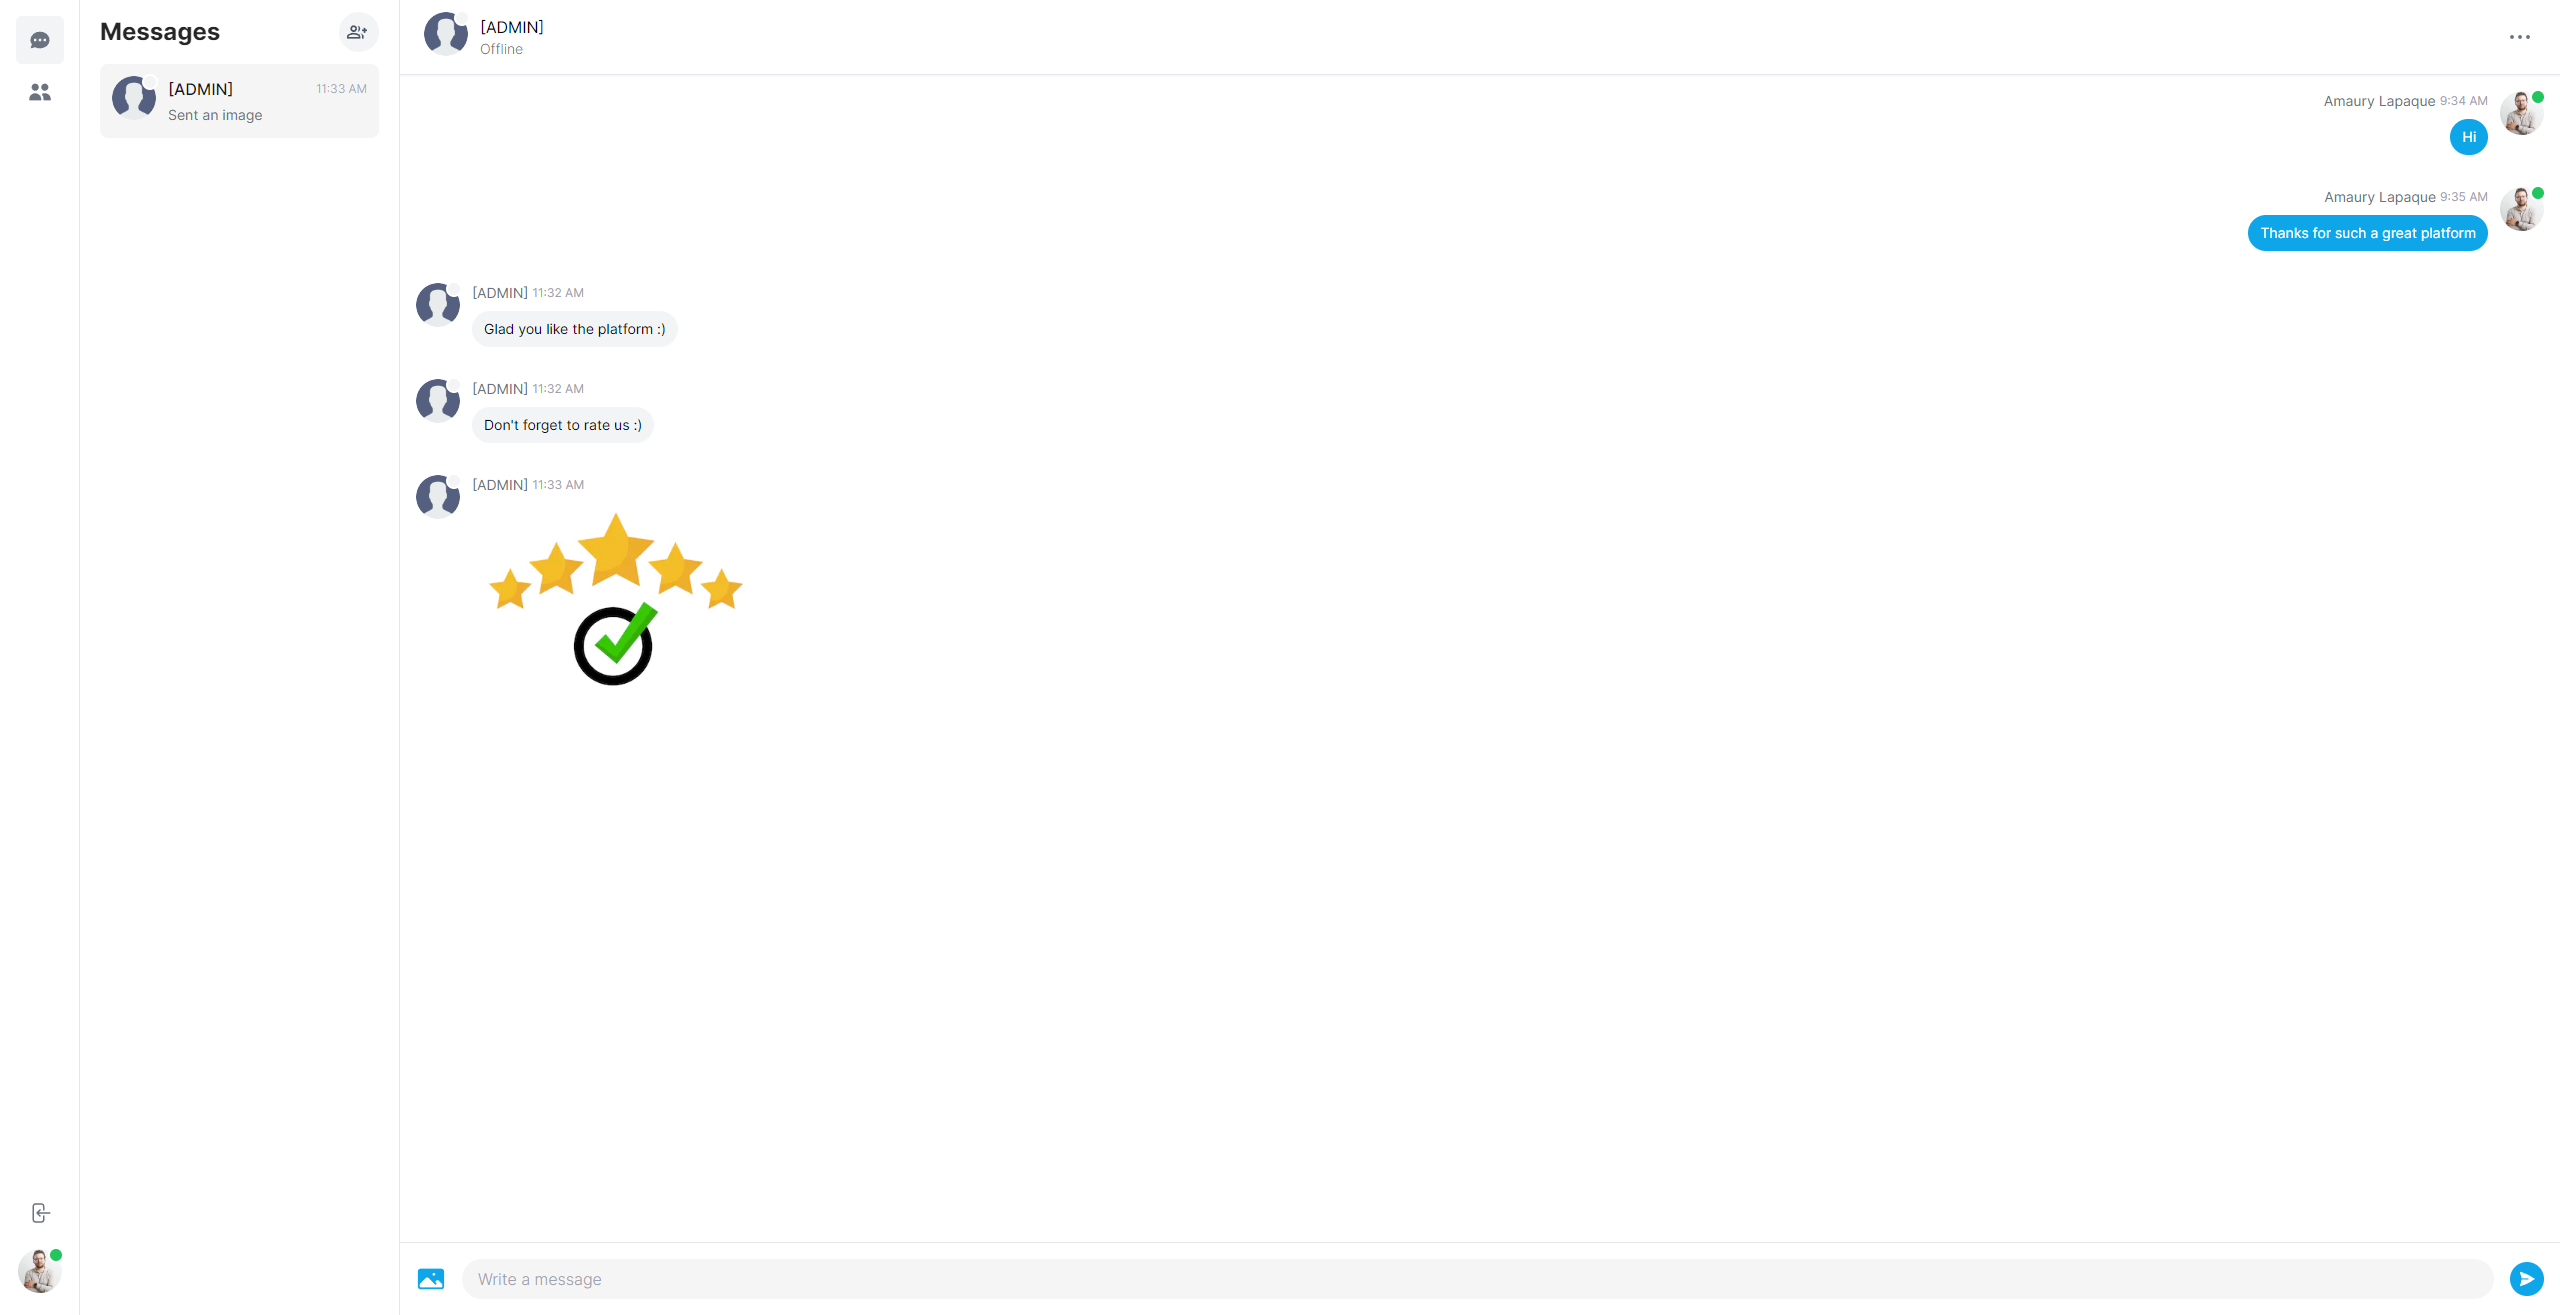 Messages
[ADMIN] 11:33 AM
Sent an image
[ADMIN]
Offline
Amaury Lapaque 9:34 AM
Hi
Amaury Lapaque 9:35 AM
Thanks for such a great platform
[ADMIN] 11:32 AM
Glad you like the platform :)
[ADMIN] 11:32 AM
Don't forget to rate us :)
[ADMIN] 11:33 AM
Write a message